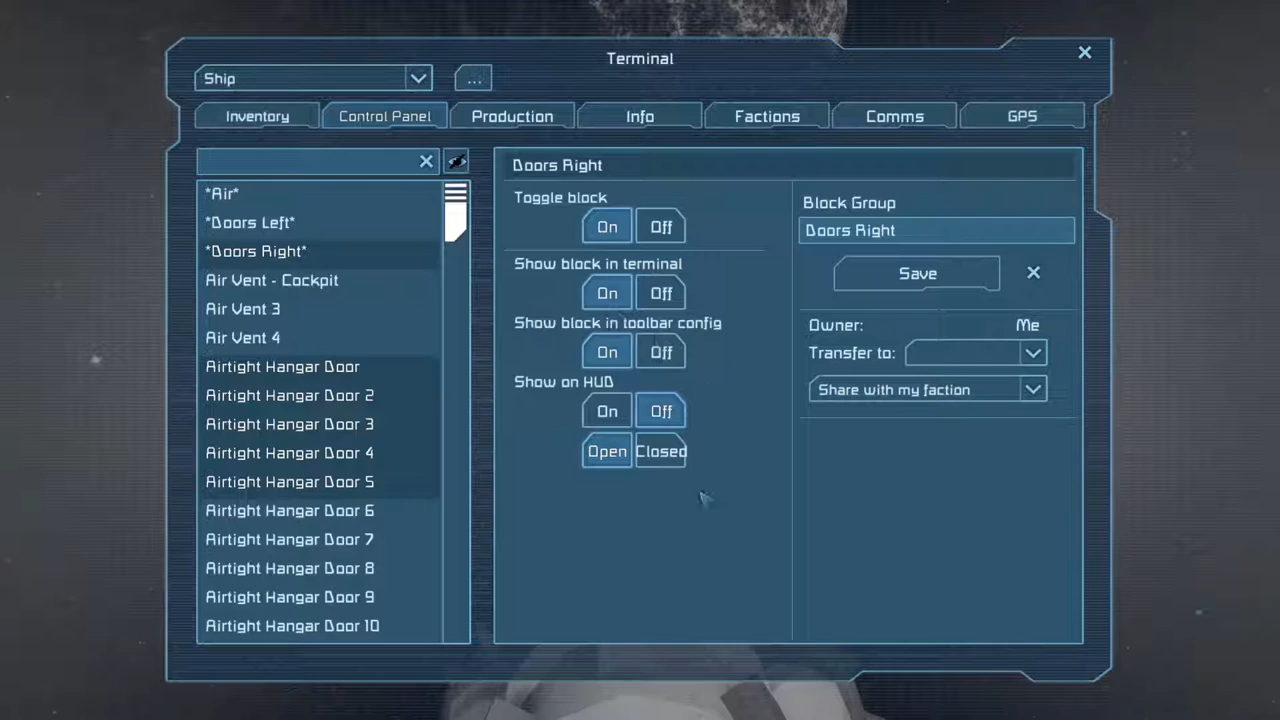 Terminal
Ship
...
Inventory
Control Panel
Production
Info
Factions
Comms
GPS
*Air*
*Doors Left*
*Doors Right*
Air Vent - Cockpit
Air Vent 3
Air Vent 4
Airtight Hangar Door
Airtight Hangar Door 2
Airtight Hangar Door 3
Airtight Hangar Door 4
Airtight Hangar Door 5
Airtight Hangar Door 6
Airtight Hangar Door 7
Airtight Hangar Door 8
Airtight Hangar Door 9
Airtight Hangar Door 10
Doors Right
Toggle block
On Off
Show block in terminal
On Off
Show block in toolbar config
On Off
Show on HUD
On Off
Open Closed
Block Group
Doors Right
Save
Owner: Me
Transfer to:
Share with my faction